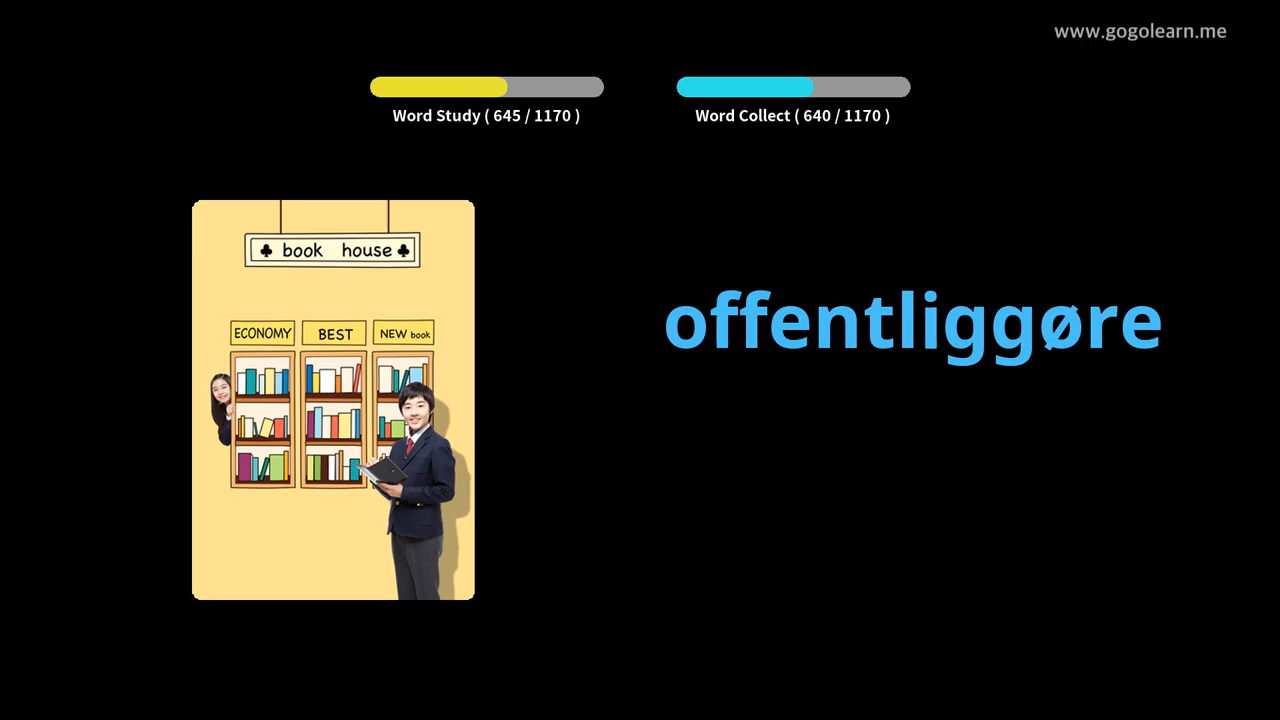 www.gogolearn.me
Word Study ( 645 / 1170 )
Word Collect ( 640 / 1170 )
♣ book house ♣
ECONOMY
BEST
NEW book
offentliggøre